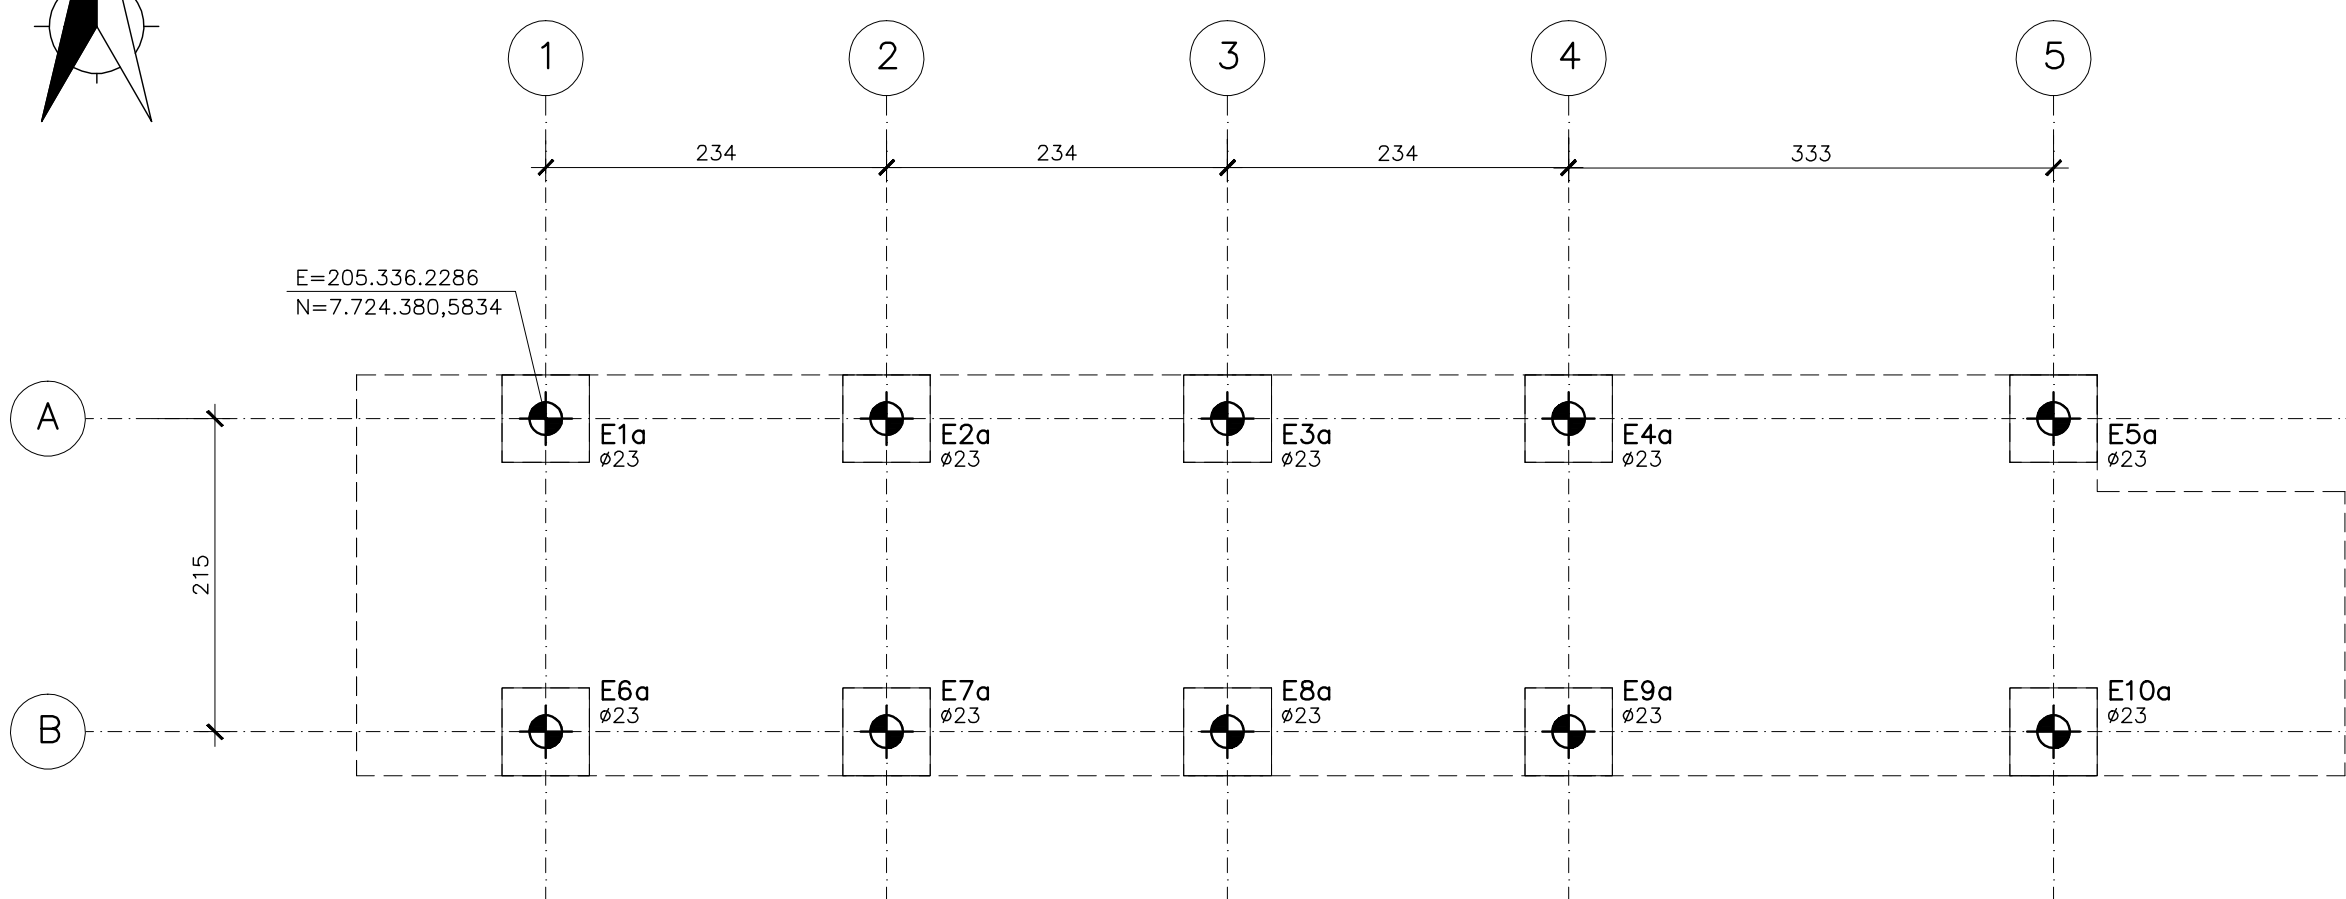 1 2 3 4 5
234 234 234 333
E=205.336.2286
N=7.724.380,5834
A
E1a E2a E3a E4a E5a
ø23 ø23 ø23 ø23 ø23
215
E6a E7a E8a E9a E10a
ø23 ø23 ø23 ø23 ø23
B